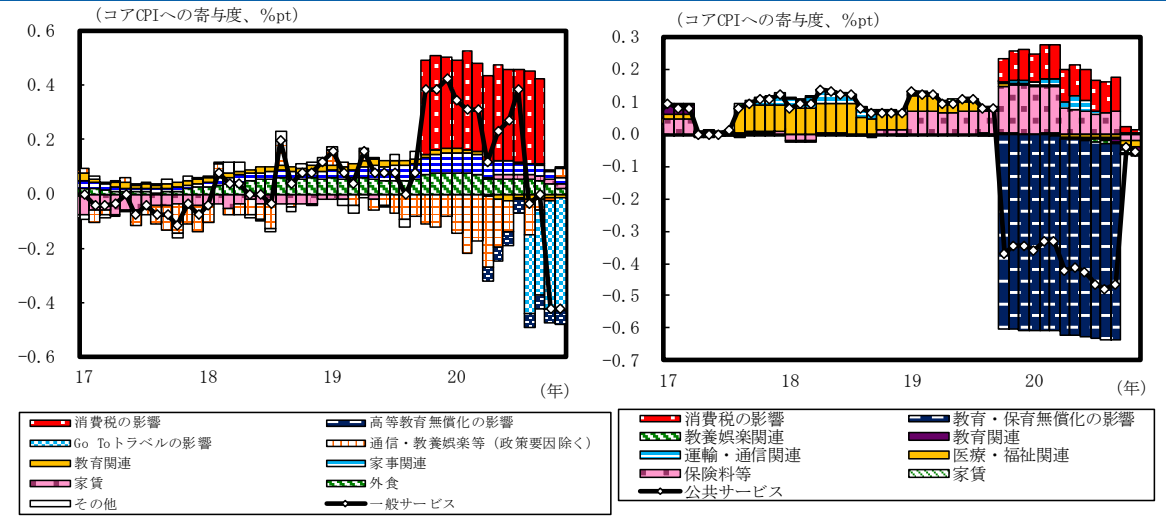 (コアCPIへの寄与度、%pt)
0.6
0.4
0.2
0.0
-0.2
-0.4
-0.6
17 18 19 20
(年)
消費税の影響 高等教育無償化の影響
Go Toトラベルの影響 通信・教養娯楽等(政策要因除く)
教育関連 家事関連
家賃 外食
その他 一般サービス
(コアCPIへの寄与度、%pt)
0.3
0.2
0.1
0.0
-0.1
-0.2
-0.3
-0.4
-0.5
-0.6
-0.7
17 18 19 20
(年)
消費税の影響 教育・保育無償化の影響
教養娯楽関連 教育関連
運輸・通信関連 医療・福祉関連
保険料等 家賃
公共サービス